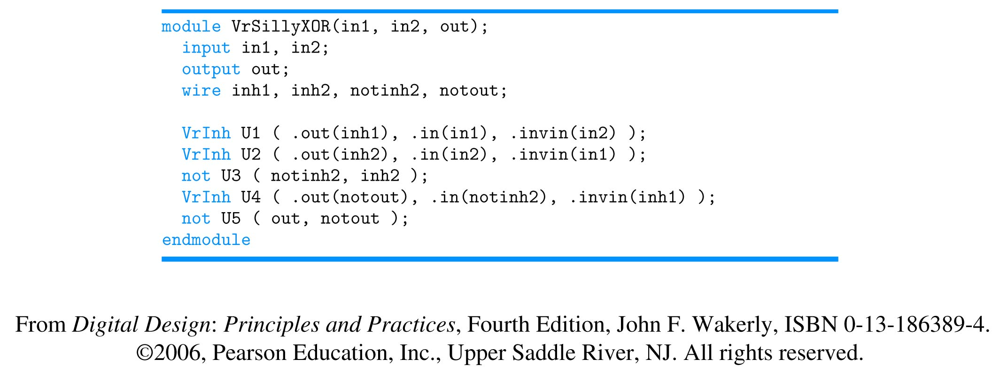 module VrSillyXOR(in1, in2, out);
  input in1, in2;
  output out;
  wire inh1, inh2, notinh2, notout;

  VrInh U1 ( .out(inh1), .in(in1), .invin(in2) );
  VrInh U2 ( .out(inh2), .in(in2), .invin(in1) );
  not U3 ( notinh2, inh2 );
  VrInh U4 ( .out(notout), .in(notinh2), .invin(inh1) );
  not U5 ( out, notout );
endmodule
From Digital Design: Principles and Practices, Fourth Edition, John F. Wakerly, ISBN 0-13-186389-4.
©2006, Pearson Education, Inc., Upper Saddle River, NJ. All rights reserved.